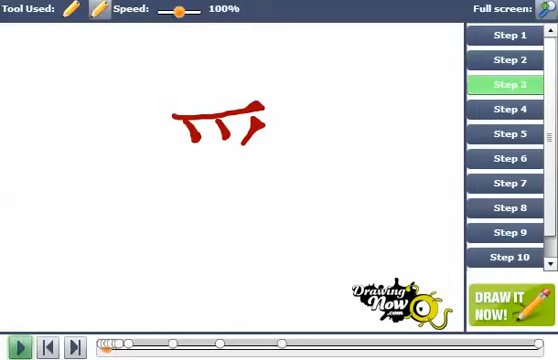 Tool Used:
Speed:
100%
Full screen:
Step 1
Step 2
Step 3
Step 4
Step 5
Step 6
Step 7
Step 8
Step 9
Step 10
Drawing
Now
.com
DRAW IT
NOW!